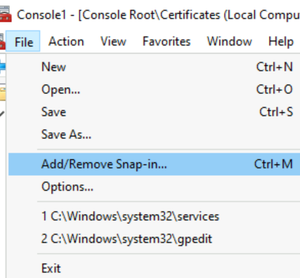 Console1 - [Console Root\Certificates (Local Compu
File Action View Favorites Window Help
New Ctrl+N
Open... Ctrl+O
Save Ctrl+S
Save As...
Add/Remove Snap-in... Ctrl+M
Options...
1 C:\Windows\system32\services
2 C:\Windows\system32\gpedit
Exit